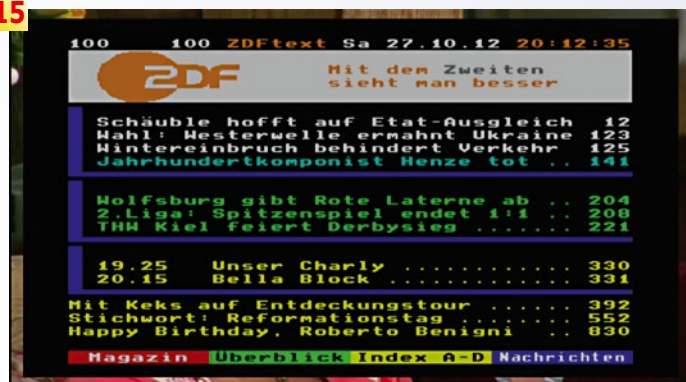 15
100 100 ZDFtext Sa 27.10.12 20:12:35
ZDF Mit dem Zweiten
sieht man besser
Schäuble hofft auf Etat-Ausgleich 12
Wahl: Westerwelle ermahnt Ukraine 123
Wintereinbruch behindert Verkehr 125
Jahrhundertkomponist Henze tot .. 141
Wolfsburg gibt Rote Laterne ab .. 204
2.Liga: Spitzenspiel endet 1:1 .. 208
THW Kiel feiert Derbysieg ....... 221
19.25 Unser Charly ............ 330
20.15 Bella Block ............. 331
Mit Keks auf Entdeckungstour ...... 392
Stichwort: Reformationstag ........ 552
Happy Birthday, Roberto Benigni .. 830
Magazin Überblick Index A-D Nachrichten